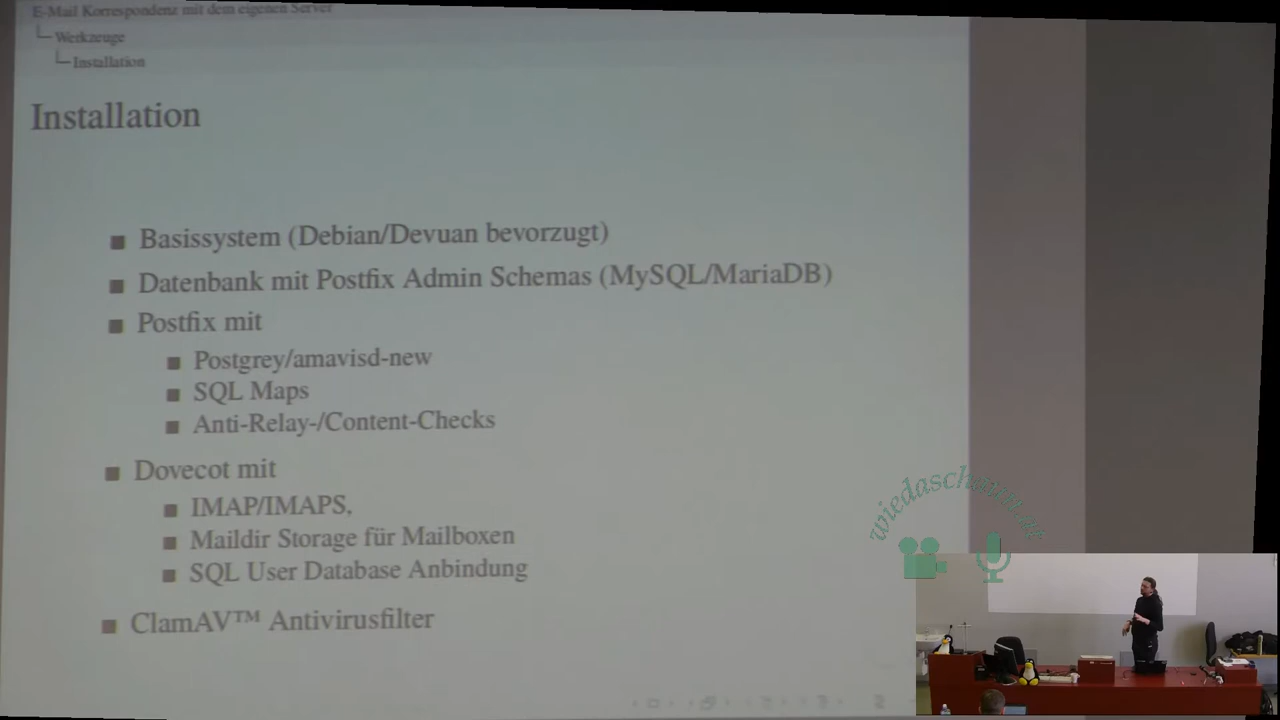 E-Mail Korrespondenz mit dem eigenen Server
Werkzeuge
Installation
Installation
Basissystem (Debian/Devuan bevorzugt)
Datenbank mit Postfix Admin Schemas (MySQL/MariaDB)
Postfix mit
Postgrey/amavisd-new
SQL Maps
Anti-Relay-/Content-Checks
Dovecot mit
IMAP/IMAPS,
Maildir Storage für Mailboxen
SQL User Database Anbindung
ClamAV™ Antivirusfilter